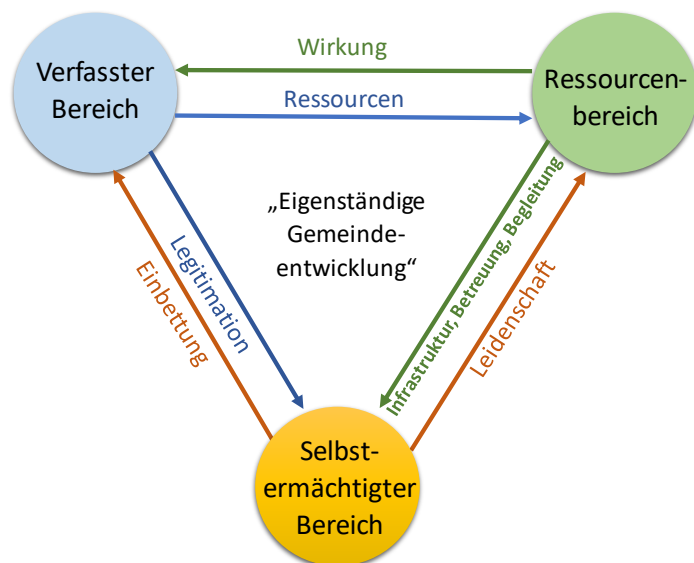 Verfasster
Bereich
Wirkung
Ressourcen
Ressourcen-
bereich
„Eigenständige
Gemeinde-
entwicklung“
Legitimation
Einbettung
Infrastruktur, Betreuung, Begleitung
Leidenschaft
Selbst-
ermächtigter
Bereich